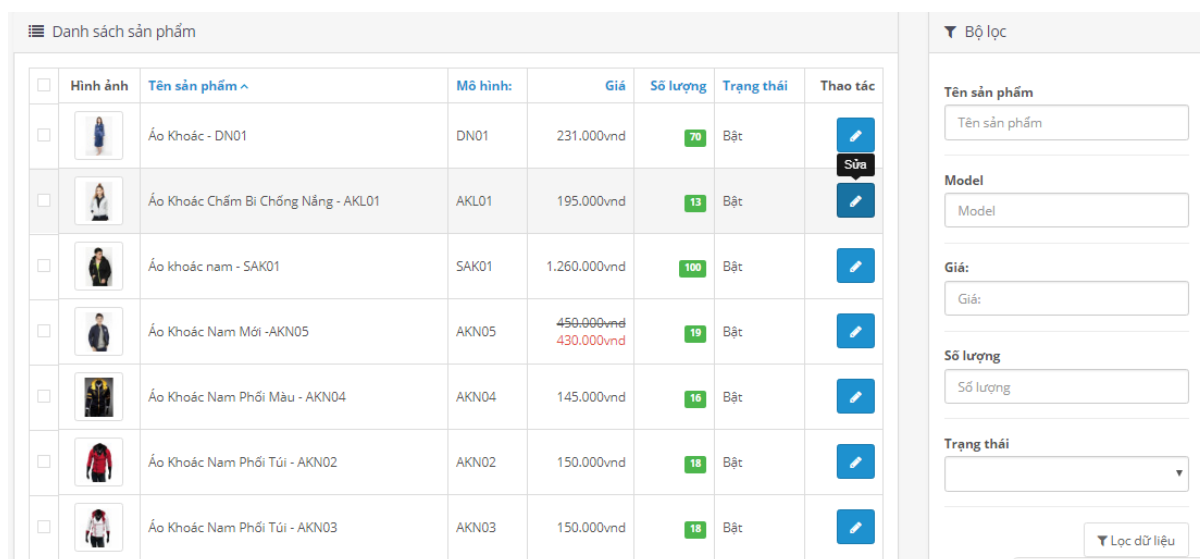 Danh sách sản phẩm
Hình ảnh Tên sản phẩm Mô hình: Giá Số lượng Trạng thái Thao tác
Áo Khoác - DN01 DN01 231.000vnd 70 Bật
Sửa
Áo Khoác Chấm Bi Chống Nắng - AKL01 AKL01 195.000vnd 13 Bật
Áo khoác nam - SAK01 SAK01 1.260.000vnd 100 Bật
Áo Khoác Nam Mới -AKN05 AKN05 450.000vnd 19 Bật
430.000vnd
Áo Khoác Nam Phối Màu - AKN04 AKN04 145.000vnd 16 Bật
Áo Khoác Nam Phối Túi - AKN02 AKN02 150.000vnd 18 Bật
Áo Khoác Nam Phối Túi - AKN03 AKN03 150.000vnd 18 Bật
Bộ lọc
Tên sản phẩm
Tên sản phẩm
Model
Model
Giá:
Giá:
Số lượng
Số lượng
Trạng thái
Lọc dữ liệu